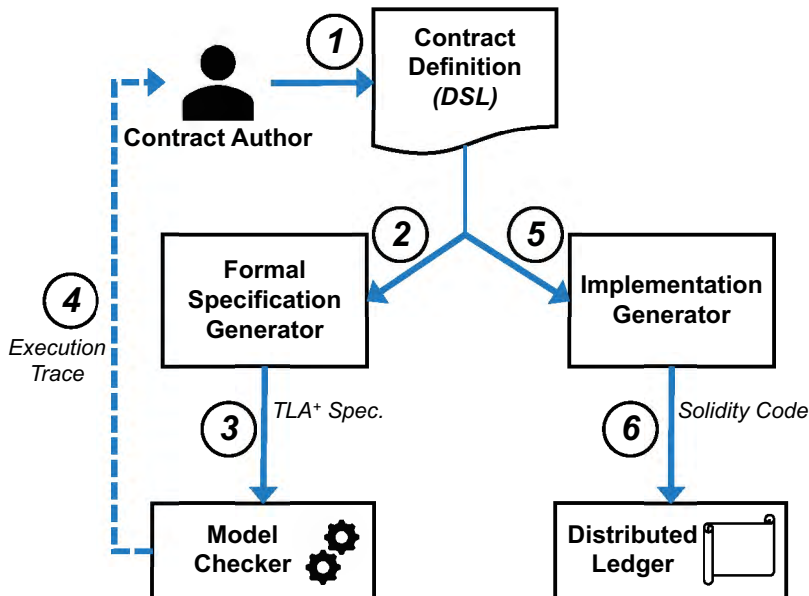 1
Contract
Definition
(DSL)
Contract Author
2
5
Formal
Specification
Generator
Implementation
Generator
4
Execution
Trace
3
TLA⁺ Spec.
6
Solidity Code
Model
Checker
Distributed
Ledger